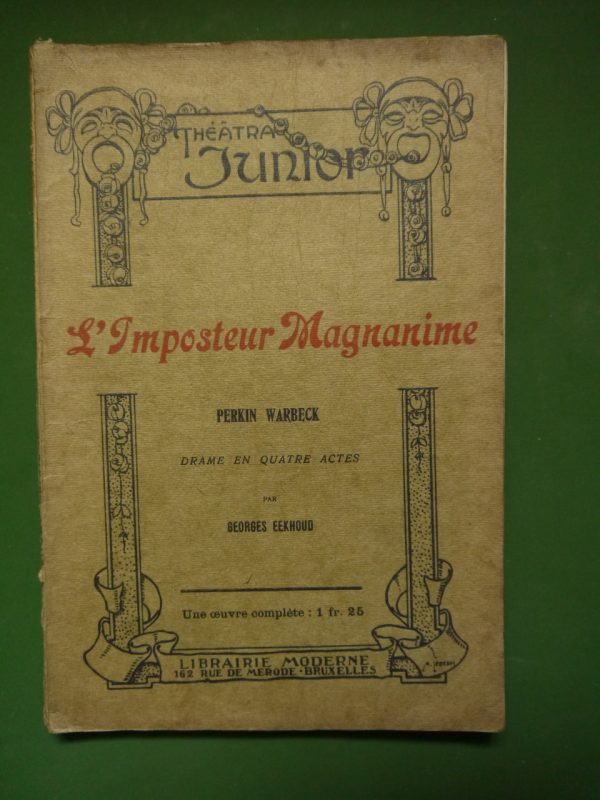 THÉÂTRA
JUNIOR
L'Imposteur Magnanime
PERKIN WARBECK
DRAME EN QUATRE ACTES
PAR
GEORGES EEKHOUD
Une œuvre complète : 1 fr. 25
LIBRAIRIE MODERNE
162 RUE DE MERODE · BRUXELLES